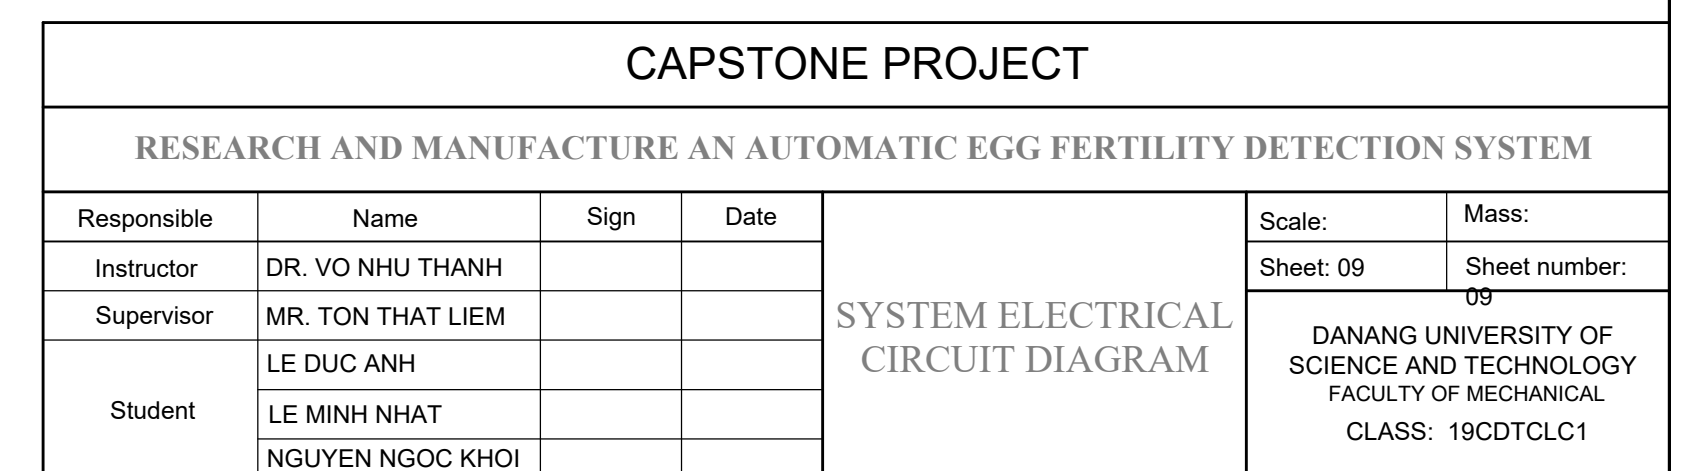 CAPSTONE PROJECT
RESEARCH AND MANUFACTURE AN AUTOMATIC EGG FERTILITY DETECTION SYSTEM
Responsible Name Sign Date
Instructor DR. VO NHU THANH
Supervisor MR. TON THAT LIEM
Student
LE DUC ANH
LE MINH NHAT
NGUYEN NGOC KHOI
SYSTEM ELECTRICAL
CIRCUIT DIAGRAM
Scale: Mass:
Sheet: 09 Sheet number:
09
DANANG UNIVERSITY OF
SCIENCE AND TECHNOLOGY
FACULTY OF MECHANICAL
CLASS: 19CDTCLC1